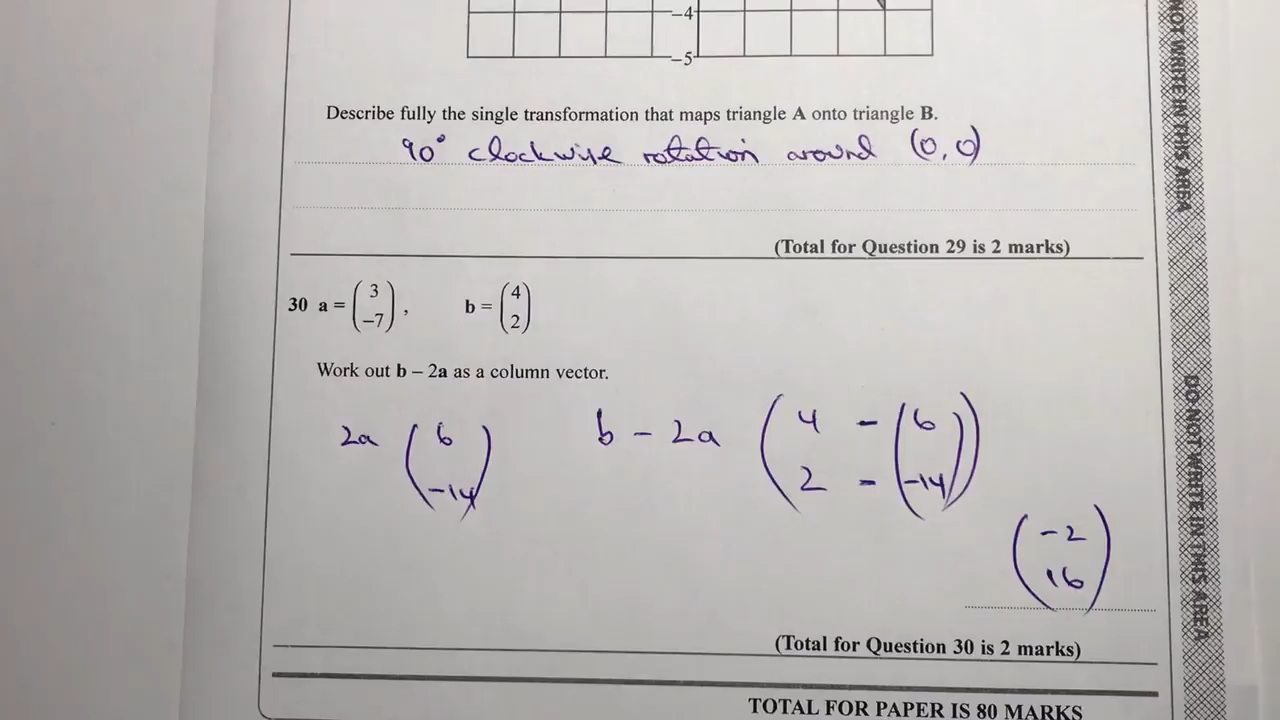 -4
-5
Describe fully the single transformation that maps triangle A onto triangle B.
90° clockwise rotation around (0,0)
(Total for Question 29 is 2 marks)
30 a = ( 3 -7 ) , b = ( 4 2 )
Work out b – 2a as a column vector.
2a ( 6 -14 ) b - 2a ( 4 - ( 6
2 - -14 ) )
( -2
16 )
(Total for Question 30 is 2 marks)
TOTAL FOR PAPER IS 80 MARKS
NOT WRITE IN THIS AREA
DO NOT WRITE IN THIS AREA